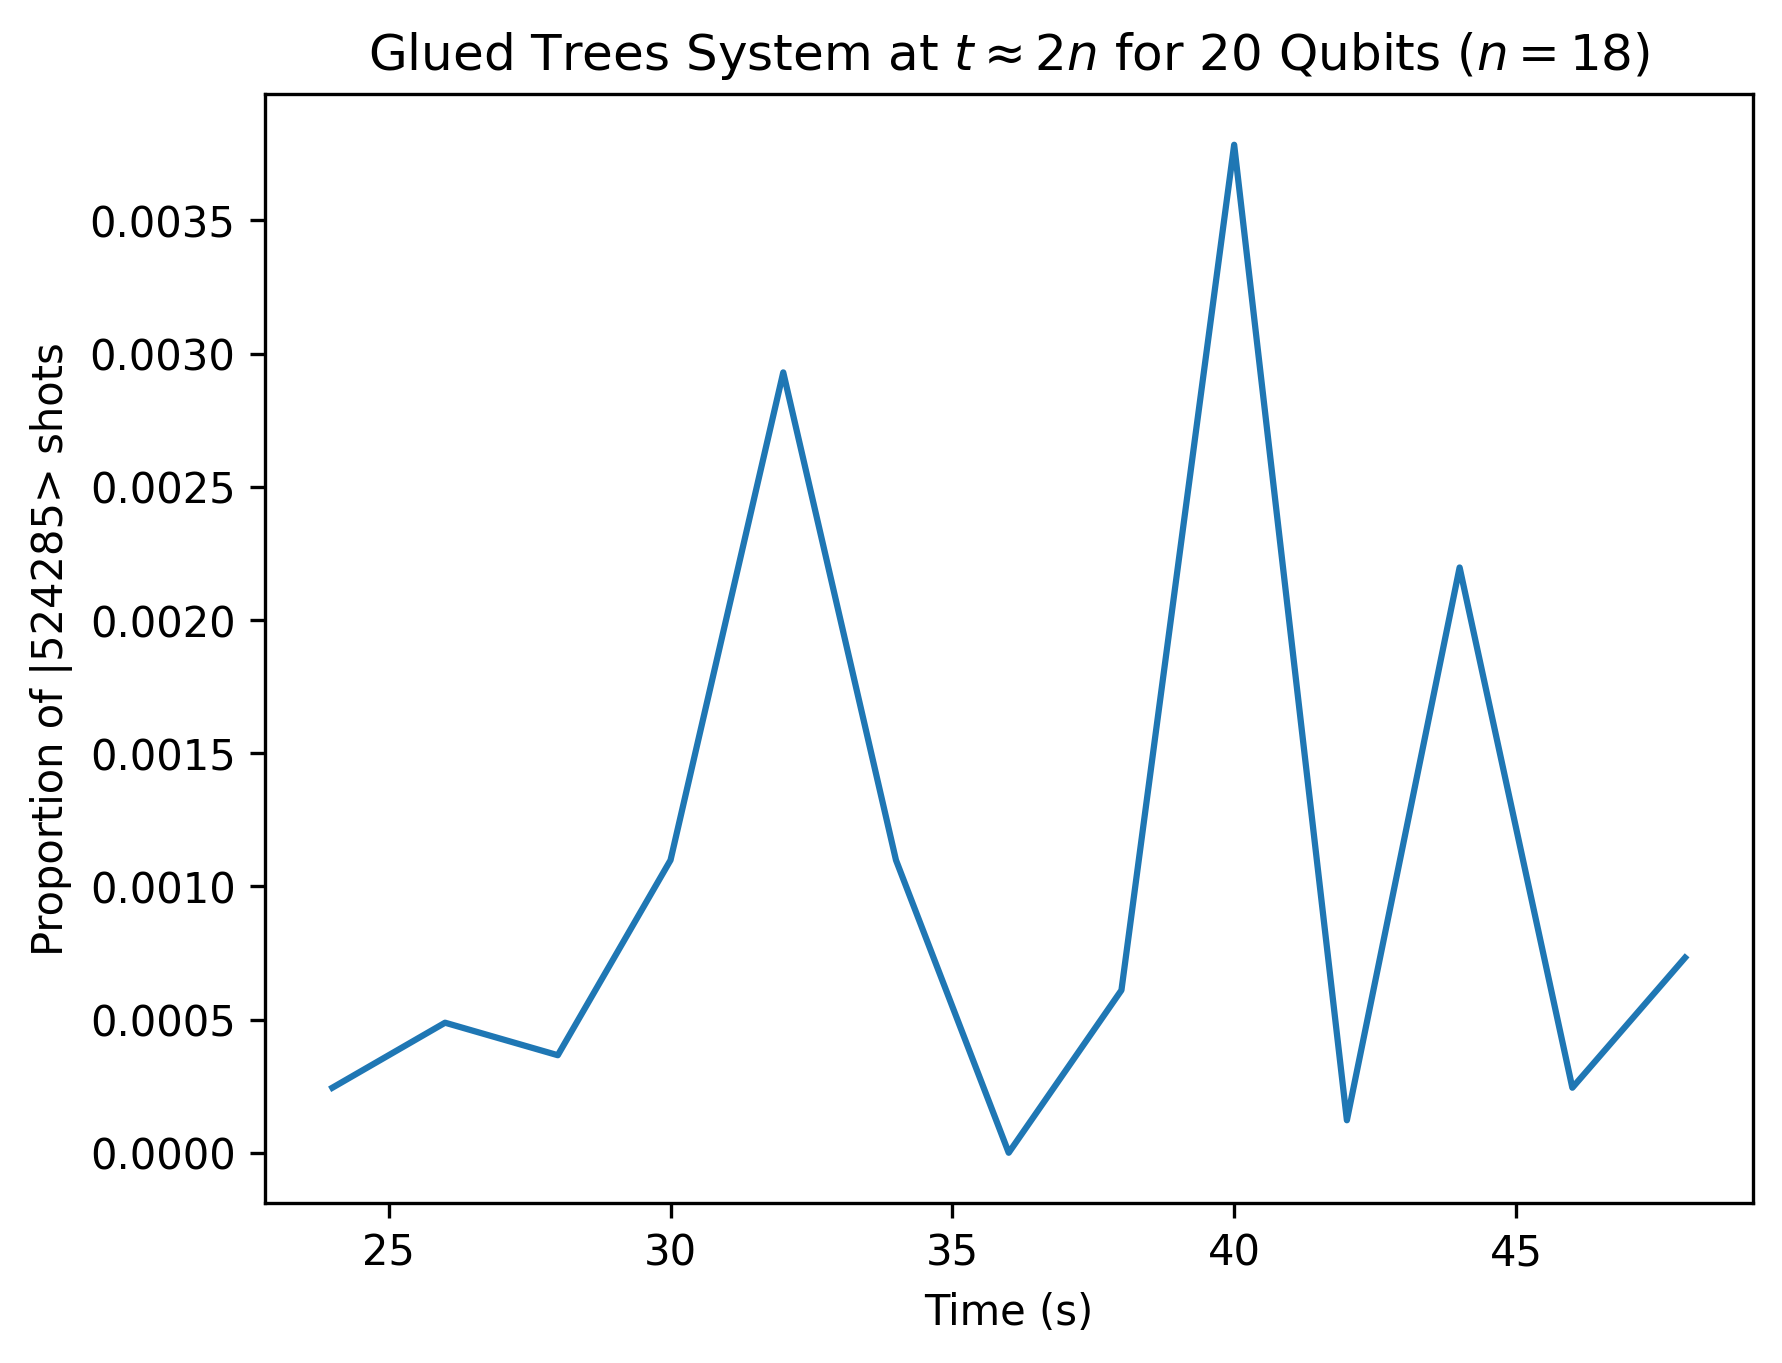 Glued Trees System at t ≈ 2n for 20 Qubits (n = 18)
Proportion of |524285> shots
0.0035
0.0030
0.0025
0.0020
0.0015
0.0010
0.0005
0.0000
25 30 35 40 45
Time (s)